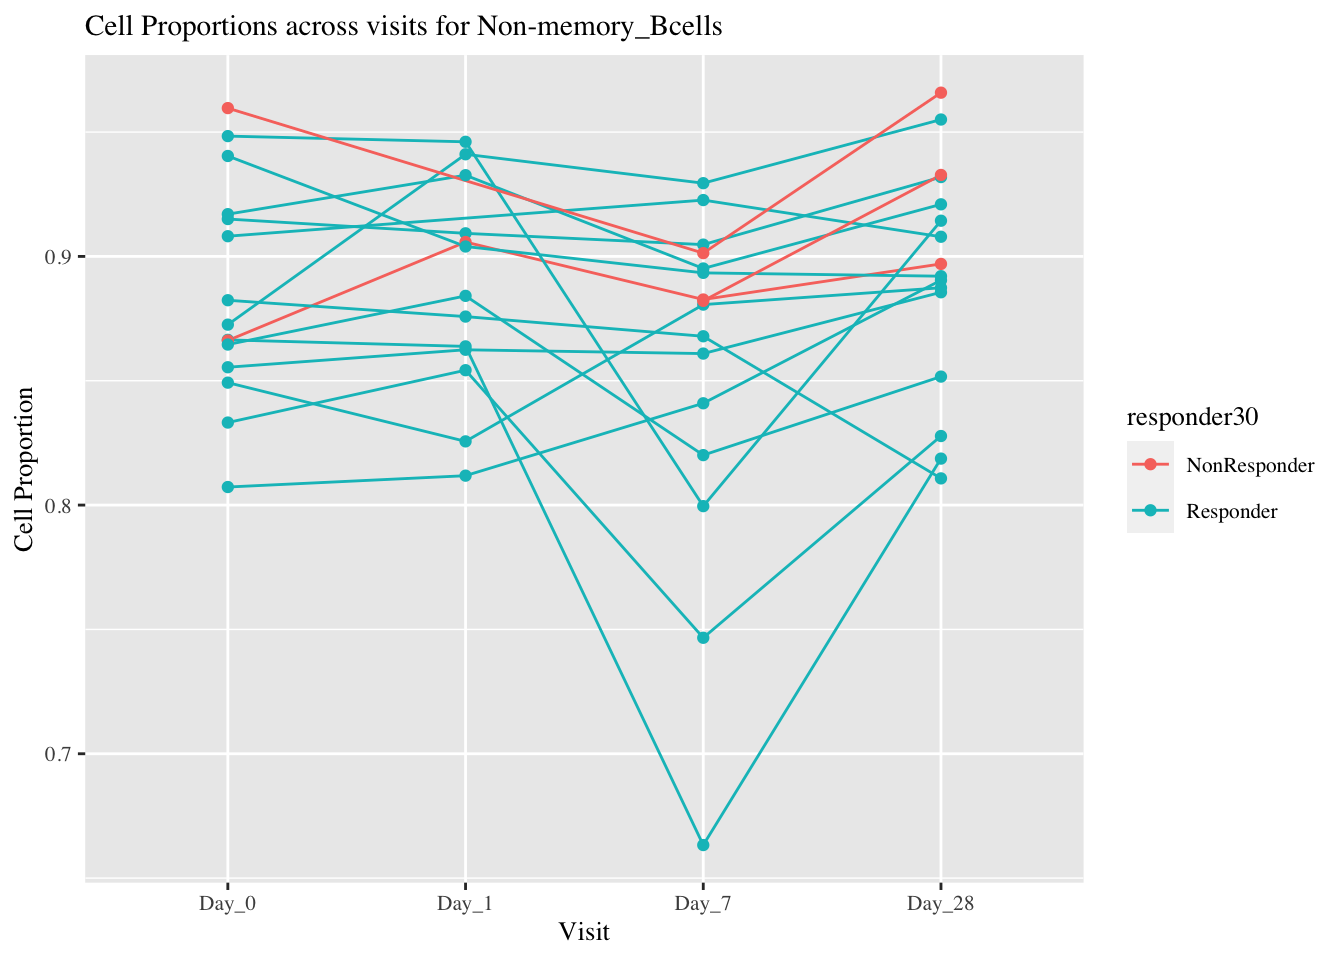 Cell Proportions across visits for Non-memory_Bcells
Cell Proportion
0.9
0.8
0.7
Day_0
Day_1
Day_7
Day_28
Visit
responder30
NonResponder
Responder